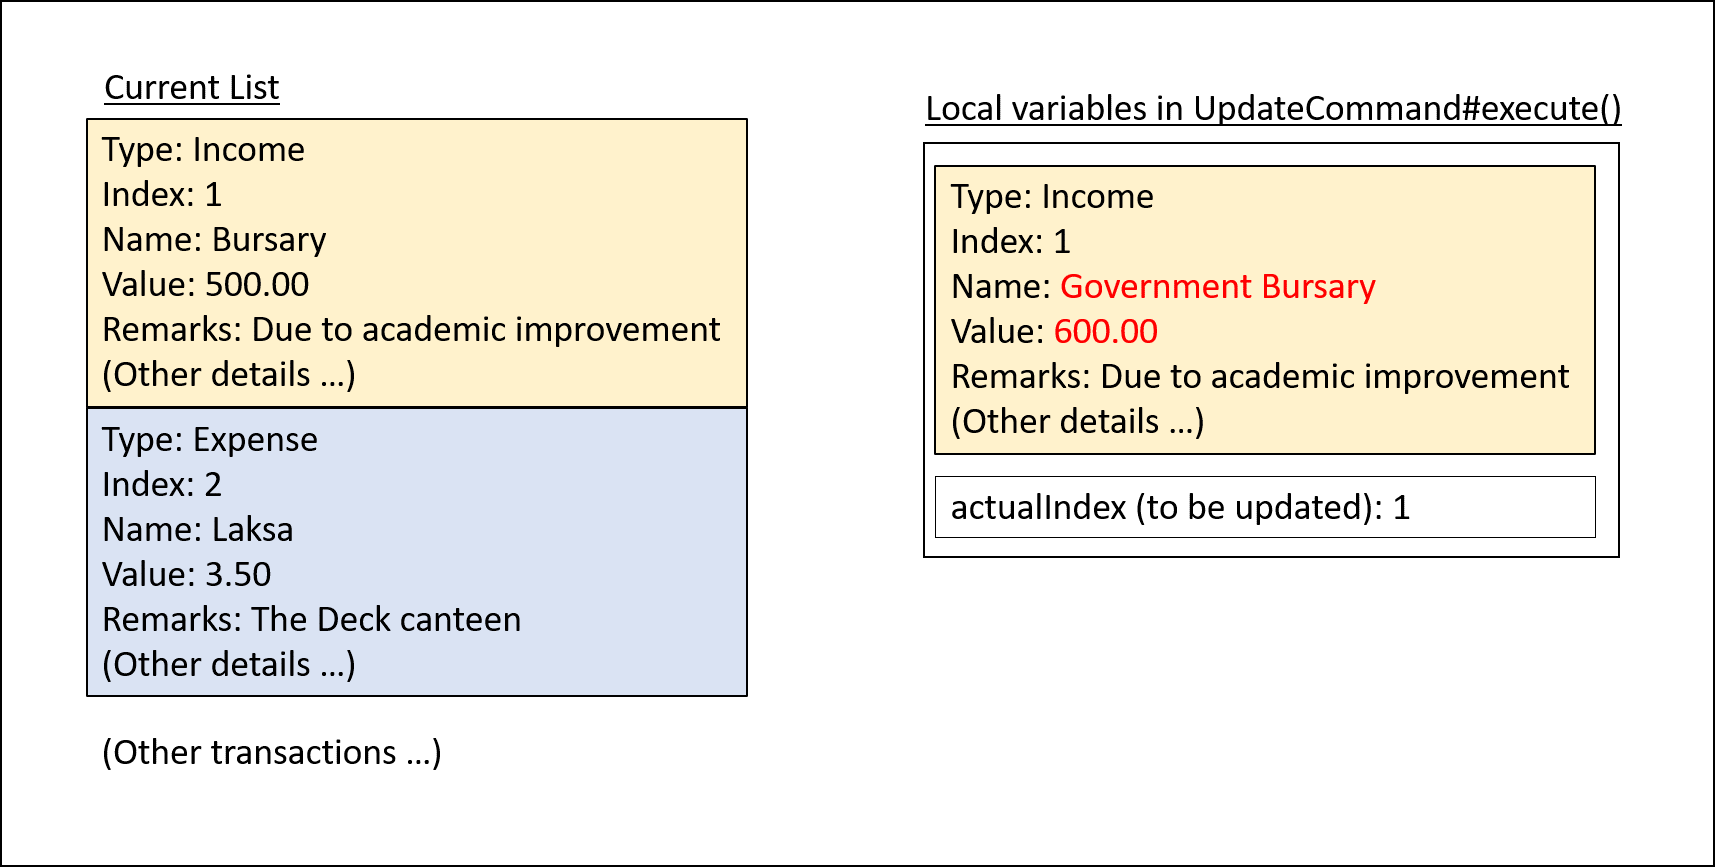 Current List
Type: Income
Index: 1
Name: Bursary
Value: 500.00
Remarks: Due to academic improvement
(Other details ...)
Type: Expense
Index: 2
Name: Laksa
Value: 3.50
Remarks: The Deck canteen
(Other details ...)
(Other transactions ...)
Local variables in UpdateCommand#execute()
Type: Income
Index: 1
Name: Government Bursary
Value: 600.00
Remarks: Due to academic improvement
(Other details ...)
actualIndex (to be updated): 1